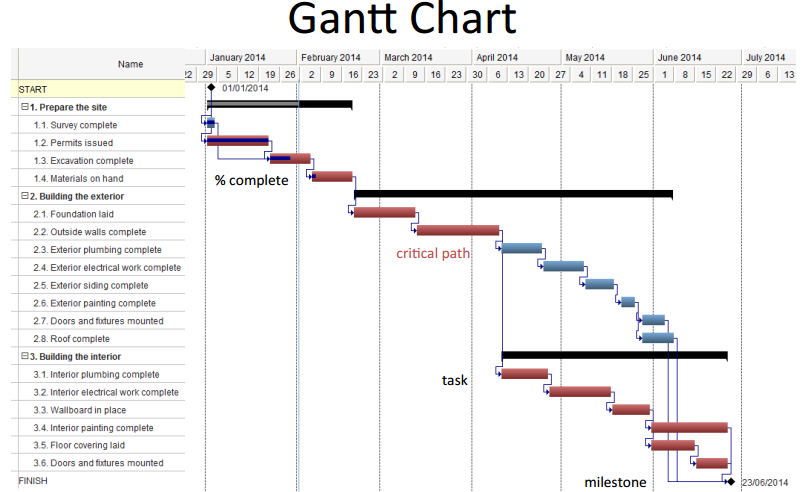 Gantt Chart
Name
January 2014 February 2014 March 2014 April 2014 May 2014 June 2014 July 2014
22 29 5 12 19 26 2 9 16 23 2 9 16 23 30 6 13 20 27 4 11 18 25 1 8 15 22 29 6 13
START 01/01/2014
1. Prepare the site
1.1. Survey complete
1.2. Permits issued
1.3. Excavation complete
1.4. Materials on hand
% complete
2. Building the exterior
2.1. Foundation laid
2.2. Outside walls complete
2.3. Exterior plumbing complete
critical path
2.4. Exterior electrical work complete
2.5. Exterior siding complete
2.6. Exterior painting complete
2.7. Doors and fixtures mounted
2.8. Roof complete
3. Building the interior
3.1. Interior plumbing complete
task
3.2. Interior electrical work complete
3.3. Wallboard in place
3.4. Interior painting complete
3.5. Floor covering laid
3.6. Doors and fixtures mounted
FINISH milestone 23/06/2014